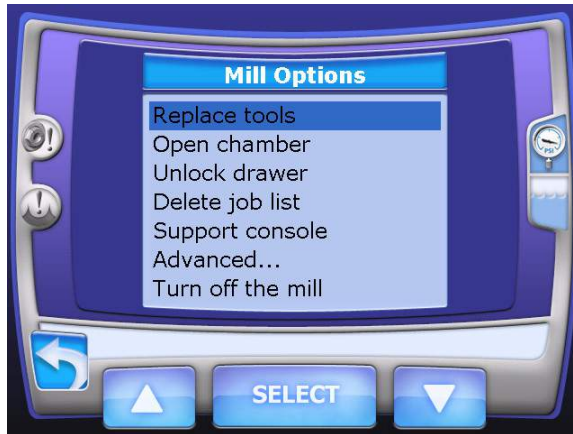 Mill Options
Replace tools
Open chamber
Unlock drawer
Delete job list
Support console
Advanced...
Turn off the mill
PSI
SELECT